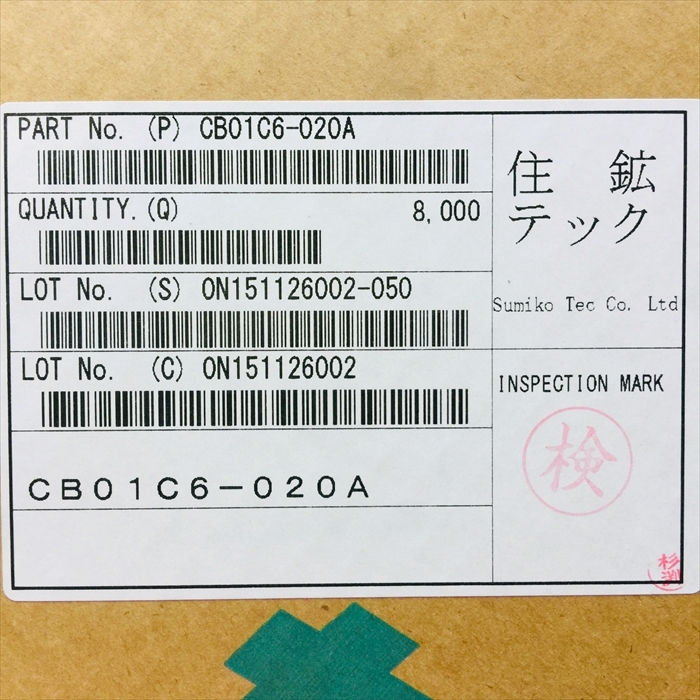 PART No. (P) CB01C6-020A
QUANTITY.(Q) 8,000
LOT No. (S) 0N151126002-050
LOT No. (C) 0N151126002
CB01C6-020A
住 鉱
テック
Sumiko Tec Co. Ltd
INSPECTION MARK
検
杉渕